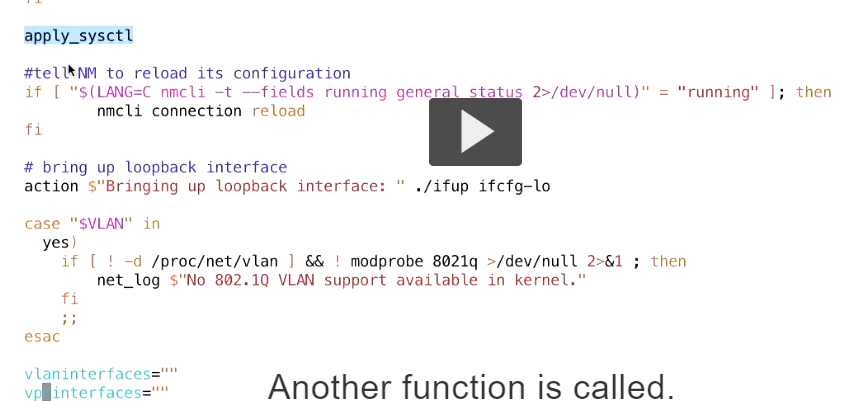 apply_sysctl
#tell NM to reload its configuration
if [ "$(LANG=C nmcli -t --fields running general status 2>/dev/null)" = "running" ]; then
nmcli connection reload
fi
# bring up loopback interface
action $"Bringing up loopback interface: " ./ifup ifcfg-lo
case "$VLAN" in
yes)
if [ ! -d /proc/net/vlan ] && ! modprobe 8021q >/dev/null 2>&1 ; then
net_log $"No 802.1Q VLAN support available in kernel."
fi
;;
esac
vlaninterfaces=""
Another function is called.